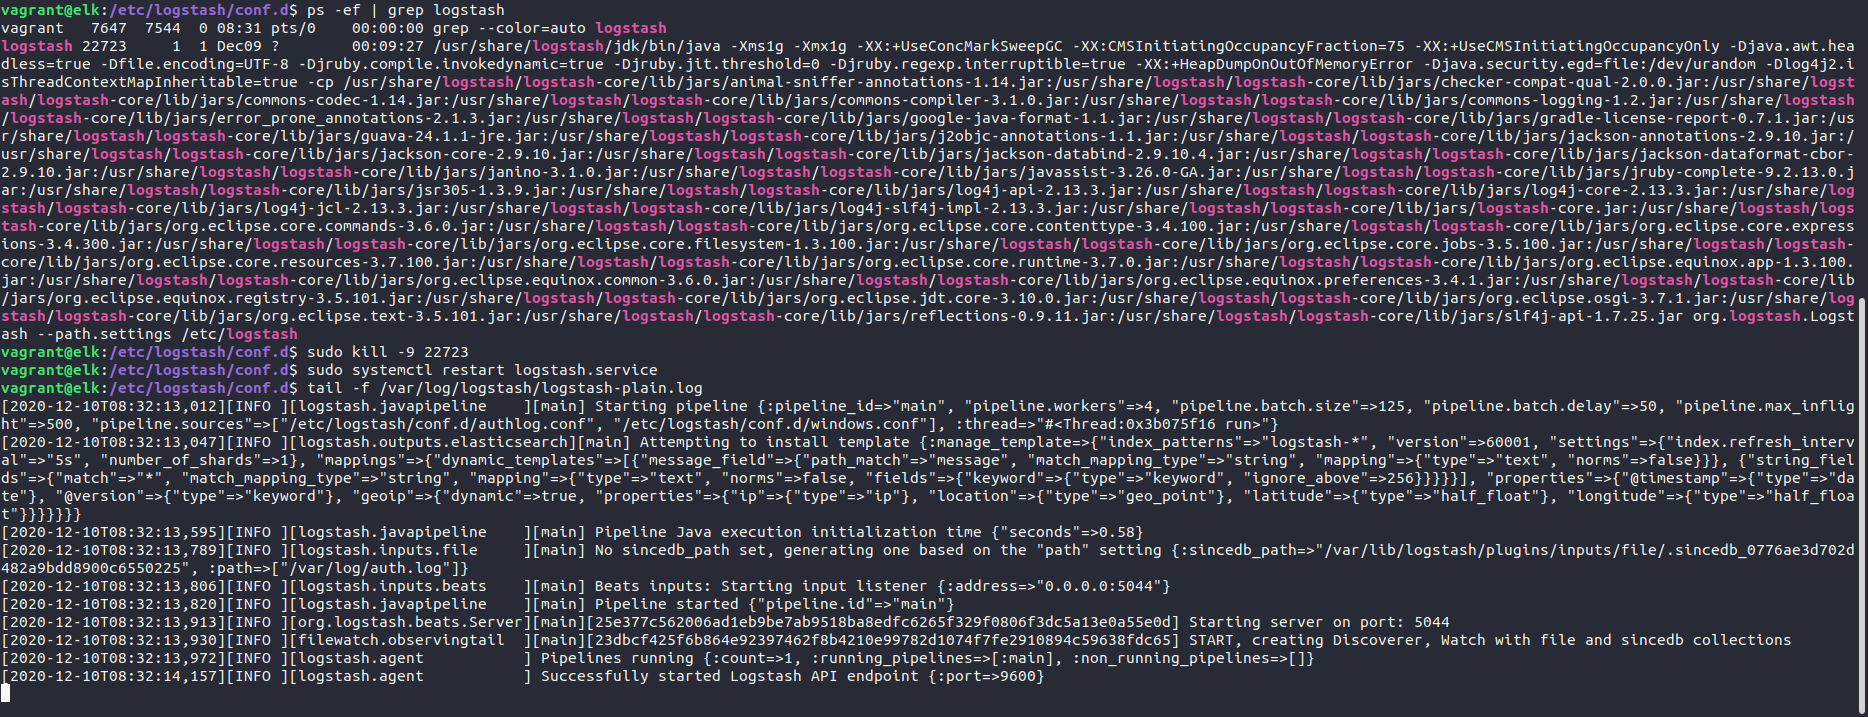 vagrant@elk:/etc/logstash/conf.d$ ps -ef | grep logstash
vagrant   7647  7544  0 08:31 pts/0    00:00:00 grep --color=auto logstash
logstash 22723     1  1 Dec09 ?        00:09:27 /usr/share/logstash/jdk/bin/java -Xms1g -Xmx1g -XX:+UseConcMarkSweepGC -XX:CMSInitiatingOccupancyFraction=75 -XX:+UseCMSInitiatingOccupancyOnly -Djava.awt.hea
dless=true -Dfile.encoding=UTF-8 -Djruby.compile.invokedynamic=true -Djruby.jit.threshold=0 -Djruby.regexp.interruptible=true -XX:+HeapDumpOnOutOfMemoryError -Djava.security.egd=file:/dev/urandom -Dlog4j2.i
sThreadContextMapInheritable=true -cp /usr/share/logstash/logstash-core/lib/jars/animal-sniffer-annotations-1.14.jar:/usr/share/logstash/logstash-core/lib/jars/checker-compat-qual-2.0.0.jar:/usr/share/logst
ash/logstash-core/lib/jars/commons-codec-1.14.jar:/usr/share/logstash/logstash-core/lib/jars/commons-compiler-3.1.0.jar:/usr/share/logstash/logstash-core/lib/jars/commons-logging-1.2.jar:/usr/share/logstash
/logstash-core/lib/jars/error_prone_annotations-2.1.3.jar:/usr/share/logstash/logstash-core/lib/jars/google-java-format-1.1.jar:/usr/share/logstash/logstash-core/lib/jars/gradle-license-report-0.7.1.jar:/us
r/share/logstash/logstash-core/lib/jars/guava-24.1.1-jre.jar:/usr/share/logstash/logstash-core/lib/jars/j2objc-annotations-1.1.jar:/usr/share/logstash/logstash-core/lib/jars/jackson-annotations-2.9.10.jar:/
usr/share/logstash/logstash-core/lib/jars/jackson-core-2.9.10.jar:/usr/share/logstash/logstash-core/lib/jars/jackson-databind-2.9.10.4.jar:/usr/share/logstash/logstash-core/lib/jars/jackson-dataformat-cbor-
2.9.10.jar:/usr/share/logstash/logstash-core/lib/jars/janino-3.1.0.jar:/usr/share/logstash/logstash-core/lib/jars/javassist-3.26.0-GA.jar:/usr/share/logstash/logstash-core/lib/jars/jruby-complete-9.2.13.0.j
ar:/usr/share/logstash/logstash-core/lib/jars/jsr305-1.3.9.jar:/usr/share/logstash/logstash-core/lib/jars/log4j-api-2.13.3.jar:/usr/share/logstash/logstash-core/lib/jars/log4j-core-2.13.3.jar:/usr/share/log
stash/logstash-core/lib/jars/log4j-jcl-2.13.3.jar:/usr/share/logstash/logstash-core/lib/jars/log4j-slf4j-impl-2.13.3.jar:/usr/share/logstash/logstash-core/lib/jars/logstash-core.jar:/usr/share/logstash/logs
tash-core/lib/jars/org.eclipse.core.commands-3.6.0.jar:/usr/share/logstash/logstash-core/lib/jars/org.eclipse.core.contenttype-3.4.100.jar:/usr/share/logstash/logstash-core/lib/jars/org.eclipse.core.express
ions-3.4.300.jar:/usr/share/logstash/logstash-core/lib/jars/org.eclipse.core.filesystem-1.3.100.jar:/usr/share/logstash/logstash-core/lib/jars/org.eclipse.core.jobs-3.5.100.jar:/usr/share/logstash/logstash-
core/lib/jars/org.eclipse.core.resources-3.7.100.jar:/usr/share/logstash/logstash-core/lib/jars/org.eclipse.core.runtime-3.7.0.jar:/usr/share/logstash/logstash-core/lib/jars/org.eclipse.equinox.app-1.3.100.
jar:/usr/share/logstash/logstash-core/lib/jars/org.eclipse.equinox.common-3.6.0.jar:/usr/share/logstash/logstash-core/lib/jars/org.eclipse.equinox.preferences-3.4.1.jar:/usr/share/logstash/logstash-core/lib
/jars/org.eclipse.equinox.registry-3.5.101.jar:/usr/share/logstash/logstash-core/lib/jars/org.eclipse.jdt.core-3.10.0.jar:/usr/share/logstash/logstash-core/lib/jars/org.eclipse.osgi-3.7.1.jar:/usr/share/log
stash/logstash-core/lib/jars/org.eclipse.text-3.5.101.jar:/usr/share/logstash/logstash-core/lib/jars/reflections-0.9.11.jar:/usr/share/logstash/logstash-core/lib/jars/slf4j-api-1.7.25.jar org.logstash.Logst
ash --path.settings /etc/logstash
vagrant@elk:/etc/logstash/conf.d$ sudo kill -9 22723
vagrant@elk:/etc/logstash/conf.d$ sudo systemctl restart logstash.service
vagrant@elk:/etc/logstash/conf.d$ tail -f /var/log/logstash/logstash-plain.log
[2020-12-10T08:32:13,012][INFO ][logstash.javapipeline    ][main] Starting pipeline {:pipeline_id=>"main", "pipeline.workers"=>4, "pipeline.batch.size"=>125, "pipeline.batch.delay"=>50, "pipeline.max_inflig
ht"=>500, "pipeline.sources"=>["/etc/logstash/conf.d/authlog.conf", "/etc/logstash/conf.d/windows.conf"], :thread=>"#<Thread:0x3b075f16 run>"}
[2020-12-10T08:32:13,047][INFO ][logstash.outputs.elasticsearch][main] Attempting to install template {:manage_template=>{"index_patterns"=>"logstash-*", "version"=>60001, "settings"=>{"index.refresh_interv
al"=>"5s", "number_of_shards"=>1}, "mappings"=>{"dynamic_templates"=>[{"message_field"=>{"path_match"=>"message", "match_mapping_type"=>"string", "mapping"=>{"type"=>"text", "norms"=>false}}}, {"string_fiel
ds"=>{"match"=>"*", "match_mapping_type"=>"string", "mapping"=>{"type"=>"text", "norms"=>false, "fields"=>{"keyword"=>{"type"=>"keyword", "ignore_above"=>256}}}}}], "properties"=>{"@timestamp"=>{"type"=>"da
te"}, "@version"=>{"type"=>"keyword"}, "geoip"=>{"dynamic"=>true, "properties"=>{"ip"=>{"type"=>"ip"}, "location"=>{"type"=>"geo_point"}, "latitude"=>{"type"=>"half_float"}, "longitude"=>{"type"=>"half_floa
t"}}}}}}}
[2020-12-10T08:32:13,595][INFO ][logstash.javapipeline    ][main] Pipeline Java execution initialization time {"seconds"=>0.58}
[2020-12-10T08:32:13,789][INFO ][logstash.inputs.file     ][main] No sincedb_path set, generating one based on the "path" setting {:sincedb_path=>"/var/lib/logstash/plugins/inputs/file/.sincedb_0776ae3d702d
482a9bdd8900c6550225", :path=>["/var/log/auth.log"]}
[2020-12-10T08:32:13,806][INFO ][logstash.inputs.beats    ][main] Beats inputs: Starting input listener {:address=>"0.0.0.0:5044"}
[2020-12-10T08:32:13,820][INFO ][logstash.javapipeline    ][main] Pipeline started {"pipeline.id"=>"main"}
[2020-12-10T08:32:13,913][INFO ][org.logstash.beats.Server][main][25e377c562006ad1eb9be7ab9518ba8edfc6265f329f0806f3dc5a13e0a55e0d] Starting server on port: 5044
[2020-12-10T08:32:13,930][INFO ][filewatch.observingtail  ][main][23dbcf425f6b864e92397462f8b4210e99782d1074f7fe2910894c59638fdc65] START, creating Discoverer, Watch with file and sincedb collections
[2020-12-10T08:32:13,972][INFO ][logstash.agent           ] Pipelines running {:count=>1, :running_pipelines=>[:main], :non_running_pipelines=>[]}
[2020-12-10T08:32:14,157][INFO ][logstash.agent           ] Successfully started Logstash API endpoint {:port=>9600}